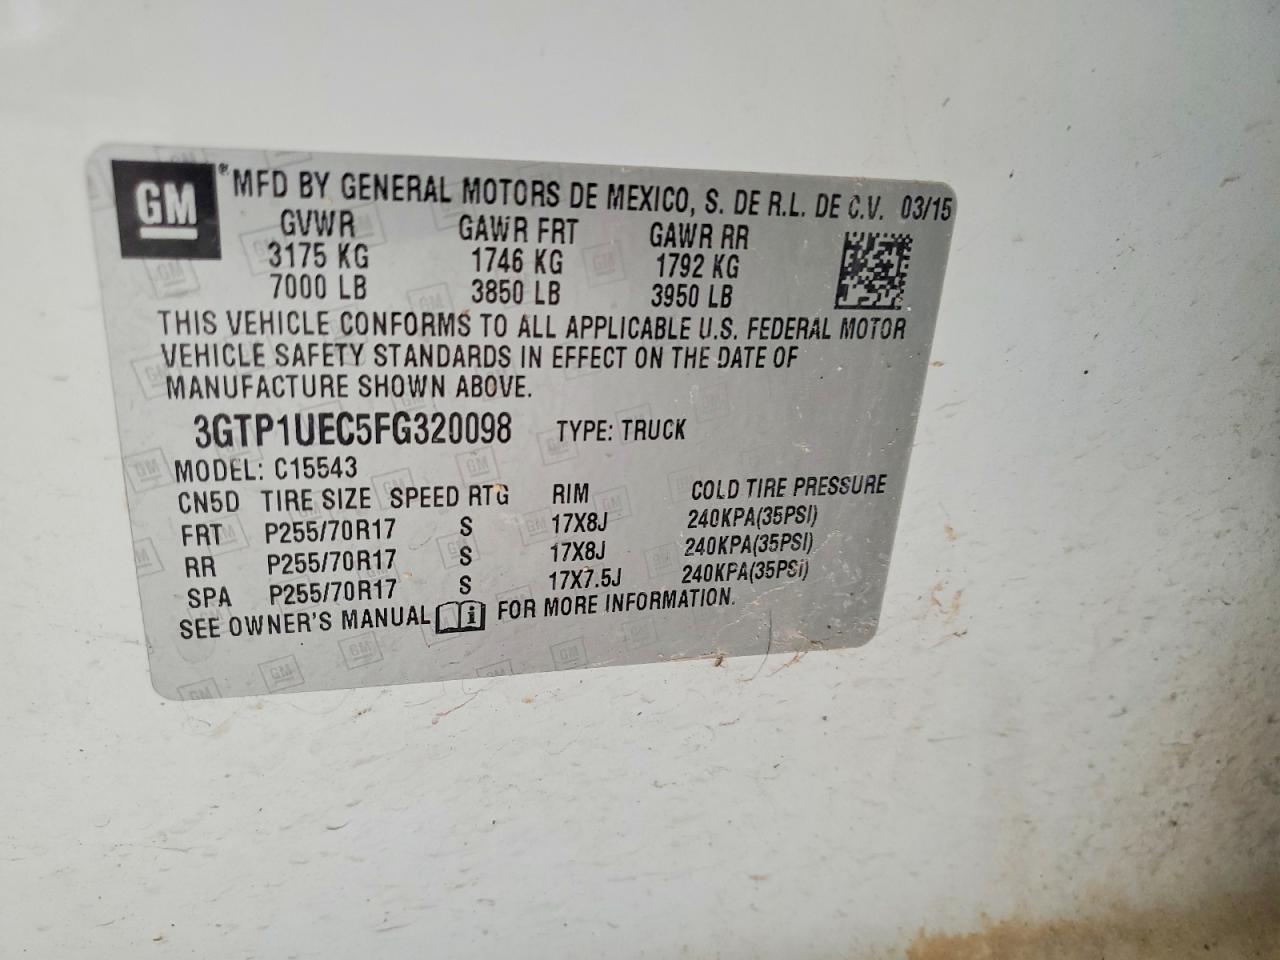 GM ® MFD BY GENERAL MOTORS DE MEXICO, S. DE R.L. DE C.V. 03/15
GVWR GAWR FRT GAWR RR
3175 KG 1746 KG 1792 KG
7000 LB 3850 LB 3950 LB
THIS VEHICLE CONFORMS TO ALL APPLICABLE U.S. FEDERAL MOTOR
VEHICLE SAFETY STANDARDS IN EFFECT ON THE DATE OF
MANUFACTURE SHOWN ABOVE.
3GTP1UEC5FG320098 TYPE: TRUCK
MODEL: C15543
CN5D TIRE SIZE SPEED RTG RIM COLD TIRE PRESSURE
FRT P255/70R17 S 17X8J 240KPA(35PSI)
RR P255/70R17 S 17X8J 240KPA(35PSI)
SPA P255/70R17 S 17X7.5J 240KPA(35PSI)
SEE OWNER'S MANUAL i FOR MORE INFORMATION.